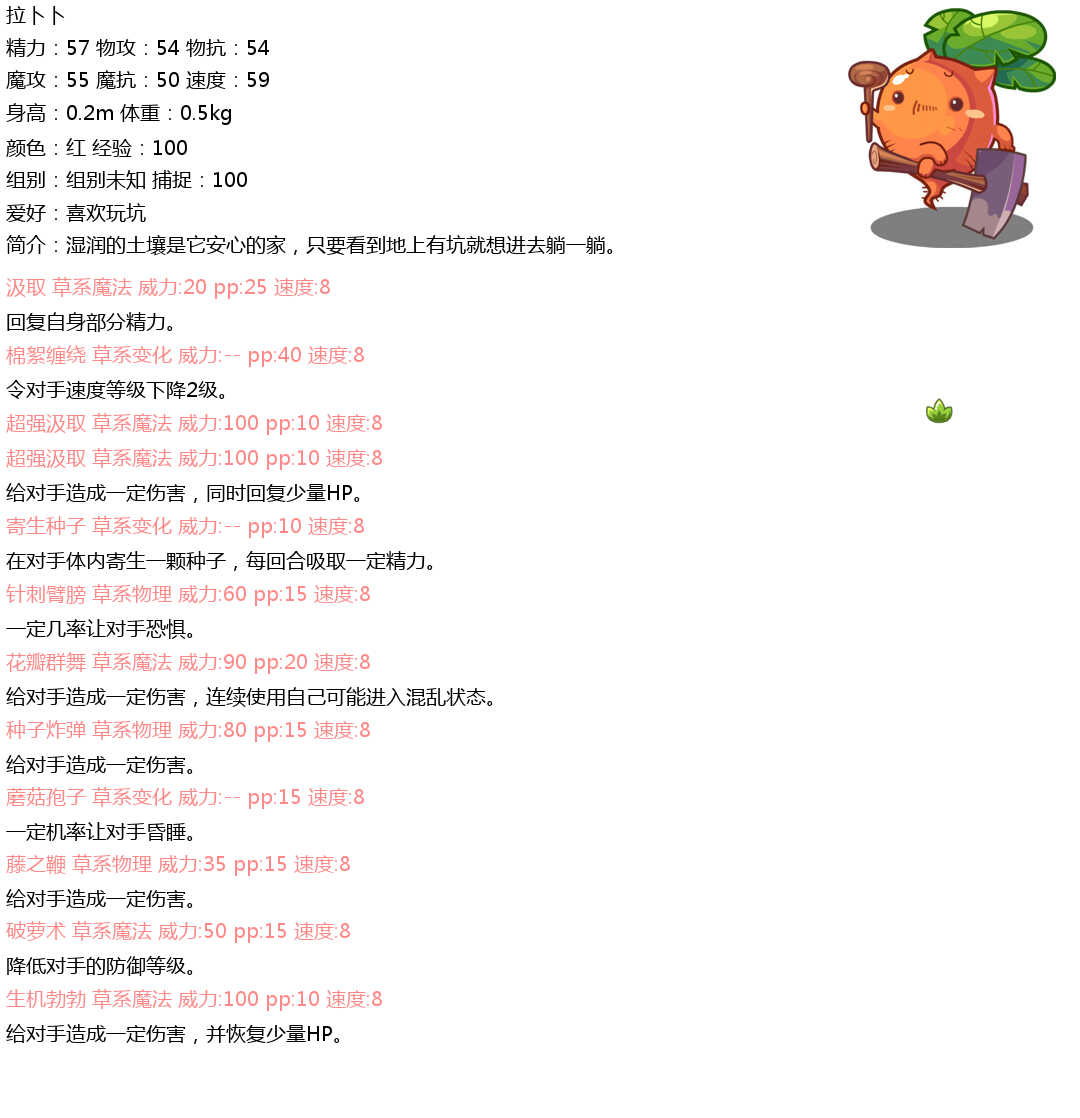 拉卜卜
精力：57 物攻：54 物抗：54
魔攻：55 魔抗：50 速度：59
身高：0.2m 体重：0.5kg
颜色：红 经验：100
组别：组别未知 捕捉：100
爱好：喜欢玩坑
简介：湿润的土壤是它安心的家，只要看到地上有坑就想进去躺一躺。
汲取 草系魔法 威力:20 pp:25 速度:8
回复自身部分精力。
棉絮缠绕 草系变化 威力:-- pp:40 速度:8
令对手速度等级下降2级。
超强汲取 草系魔法 威力:100 pp:10 速度:8
超强汲取 草系魔法 威力:100 pp:10 速度:8
给对手造成一定伤害，同时回复少量HP。
寄生种子 草系变化 威力:-- pp:10 速度:8
在对手体内寄生一颗种子，每回合吸取一定精力。
针刺臂膀 草系物理 威力:60 pp:15 速度:8
一定几率让对手恐惧。
花瓣群舞 草系魔法 威力:90 pp:20 速度:8
给对手造成一定伤害，连续使用自己可能进入混乱状态。
种子炸弹 草系物理 威力:80 pp:15 速度:8
给对手造成一定伤害。
蘑菇孢子 草系变化 威力:-- pp:15 速度:8
一定机率让对手昏睡。
藤之鞭 草系物理 威力:35 pp:15 速度:8
给对手造成一定伤害。
破萝术 草系魔法 威力:50 pp:15 速度:8
降低对手的防御等级。
生机勃勃 草系魔法 威力:100 pp:10 速度:8
给对手造成一定伤害，并恢复少量HP。